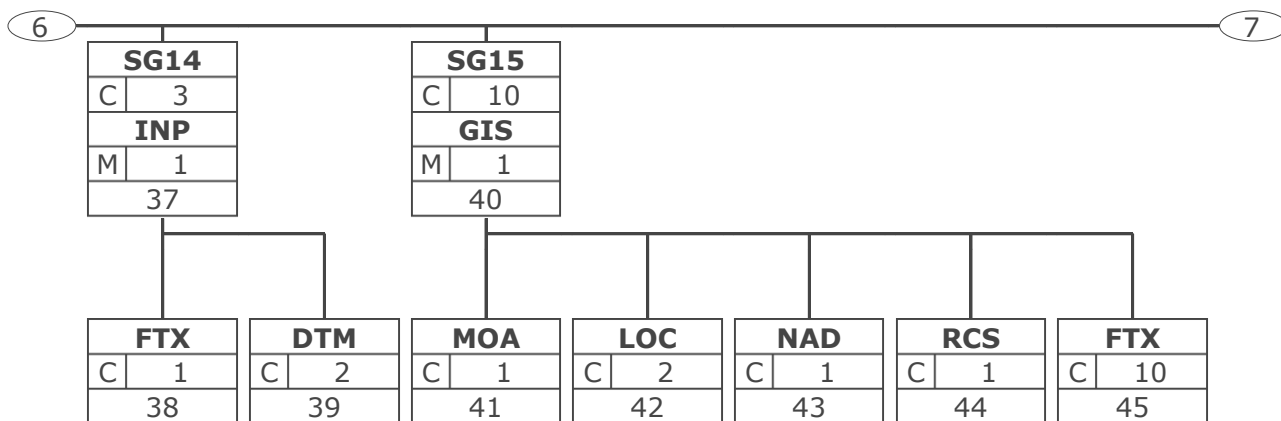 6 7
SG14 SG15
C 3 C 10
INP GIS
M 1 M 1
37 40
FTX DTM MOA LOC NAD RCS FTX
C 1 C 2 C 1 C 2 C 1 C 1 C 10
38 39 41 42 43 44 45